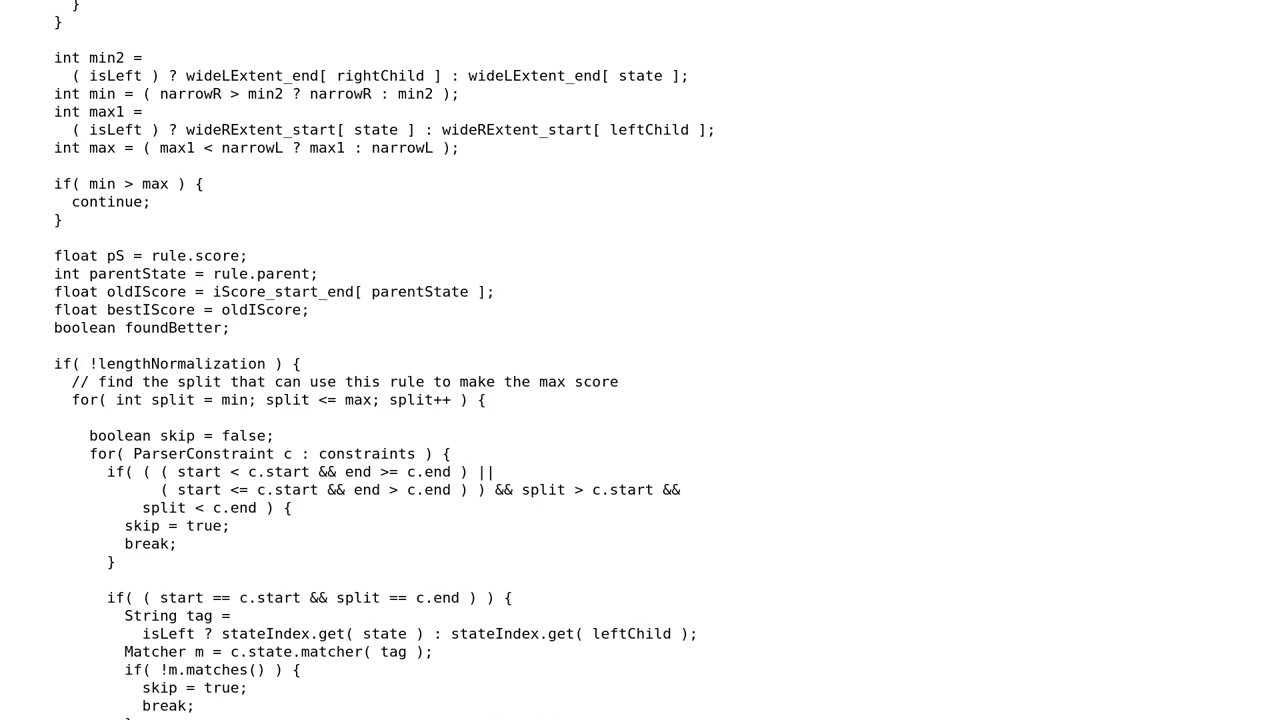 }
}
int min2 =
( isLeft ) ? wideLExtent_end[ rightChild ] : wideLExtent_end[ state ];
int min = ( narrowR > min2 ? narrowR : min2 );
int max1 =
( isLeft ) ? wideRExtent_start[ state ] : wideRExtent_start[ leftChild ];
int max = ( max1 < narrowL ? max1 : narrowL );
if( min > max ) {
continue;
}
float pS = rule.score;
int parentState = rule.parent;
float oldIScore = iScore_start_end[ parentState ];
float bestIScore = oldIScore;
boolean foundBetter;
if( !lengthNormalization ) {
// find the split that can use this rule to make the max score
for( int split = min; split <= max; split++ ) {
boolean skip = false;
for( ParserConstraint c : constraints ) {
if( ( ( start < c.start && end >= c.end ) ||
( start <= c.start && end > c.end ) ) && split > c.start &&
split < c.end ) {
skip = true;
break;
}
if( ( start == c.start && split == c.end ) ) {
String tag =
isLeft ? stateIndex.get( state ) : stateIndex.get( leftChild );
Matcher m = c.state.matcher( tag );
if( !m.matches() ) {
skip = true;
break;
}